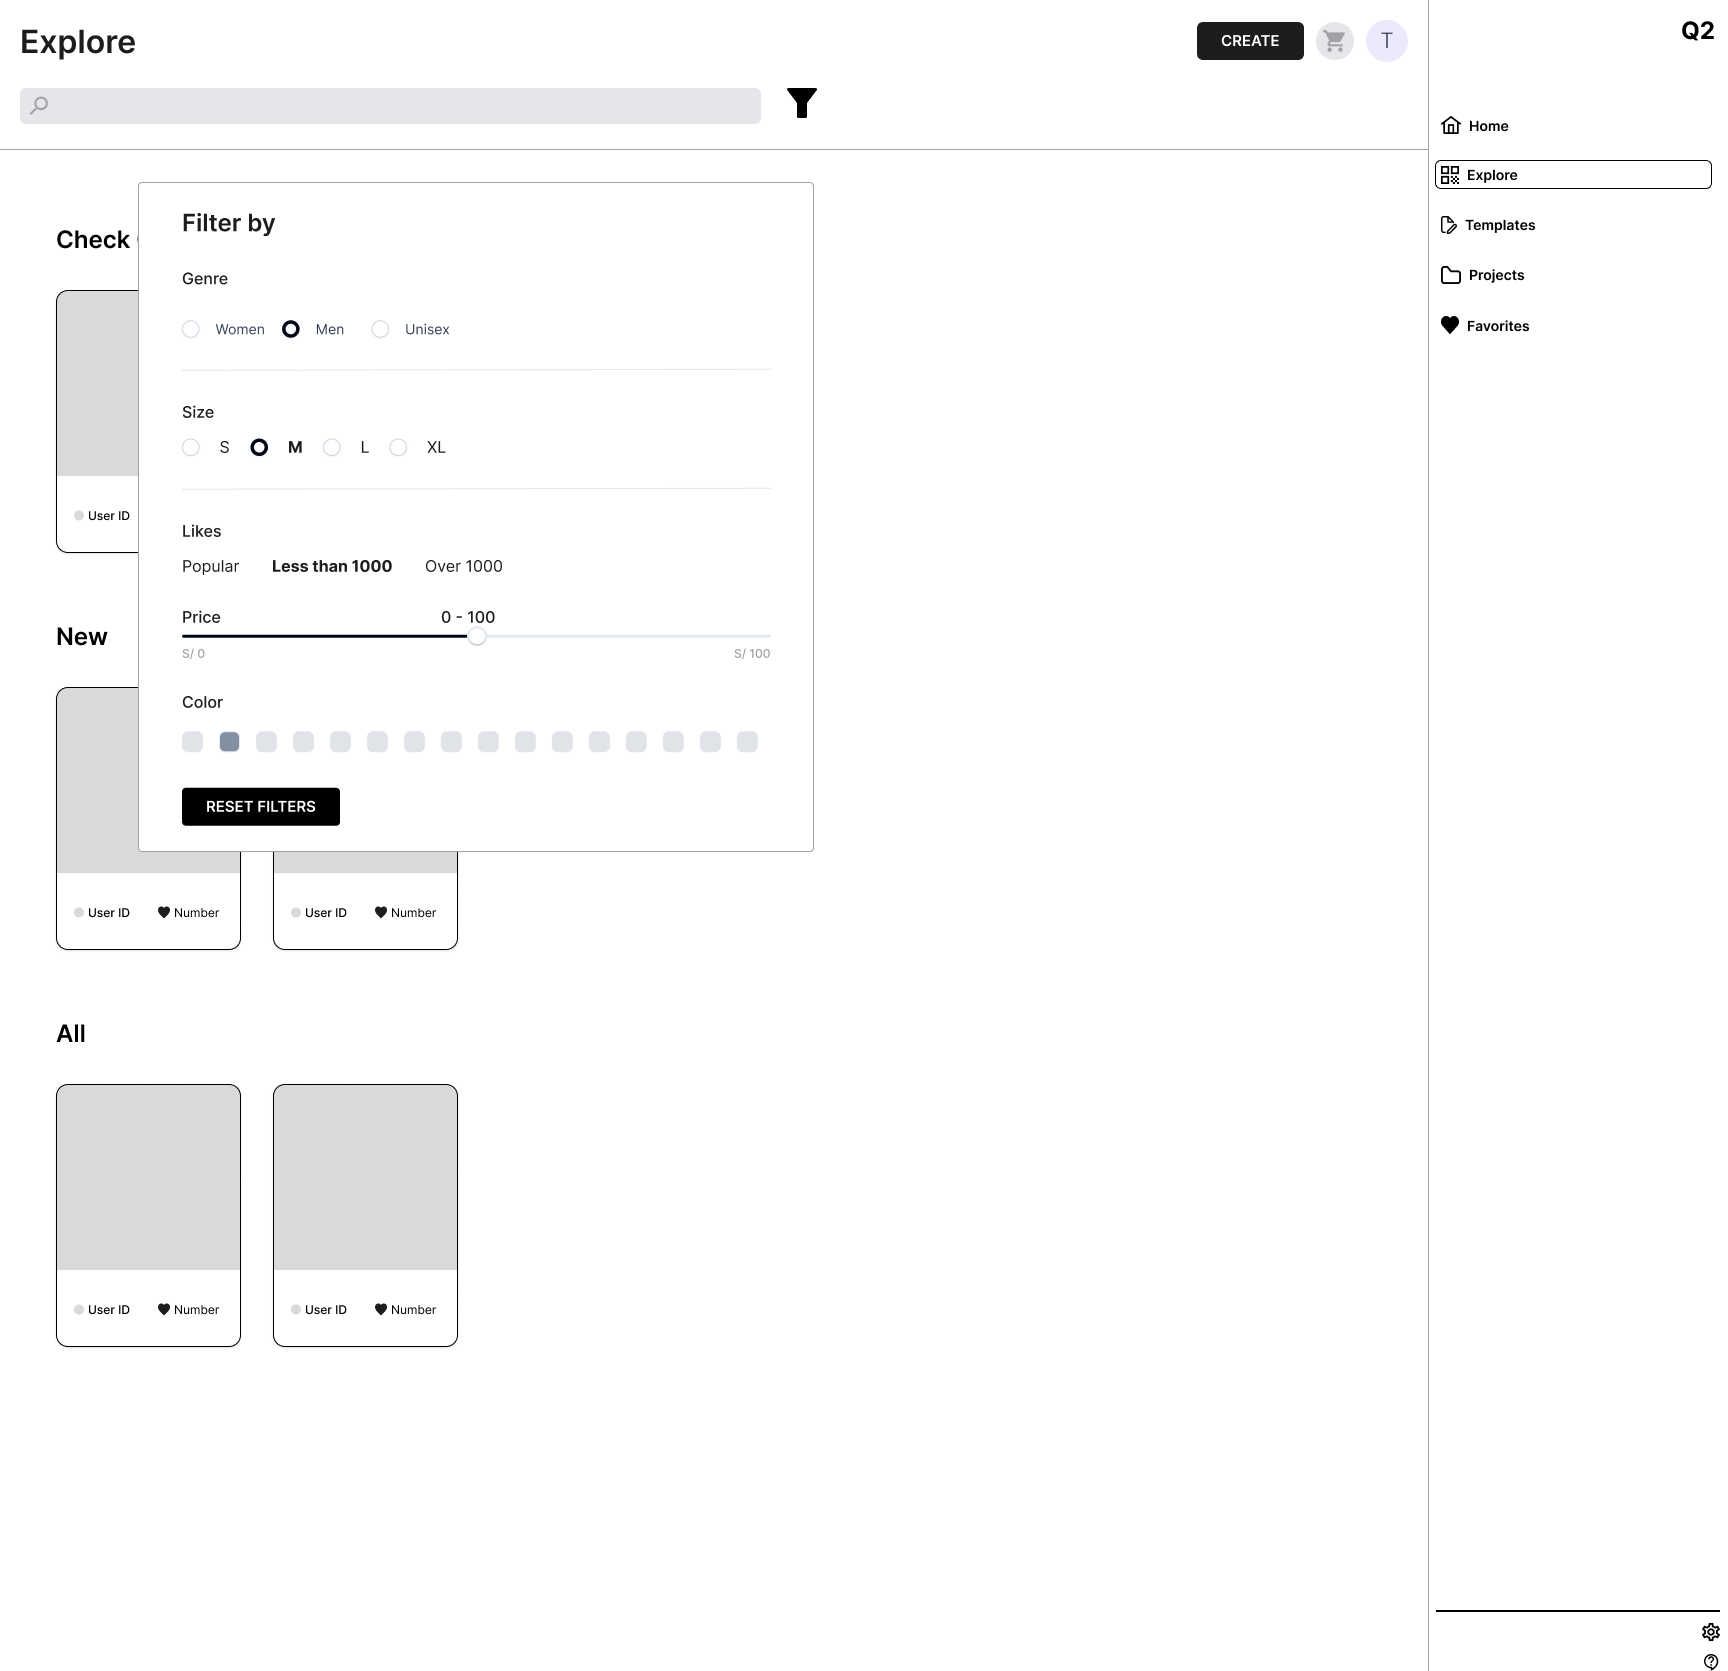 Explore
CREATE
T
Q2
Home
Explore
Templates
Projects
Favorites
Check
Filter by
Genre
Women Men Unisex
Size
S M L XL
Likes
Popular Less than 1000 Over 1000
Price 0 - 100
S/ 0 S/ 100
Color
RESET FILTERS
User ID
New
User ID Number
User ID Number
All
User ID Number
User ID Number